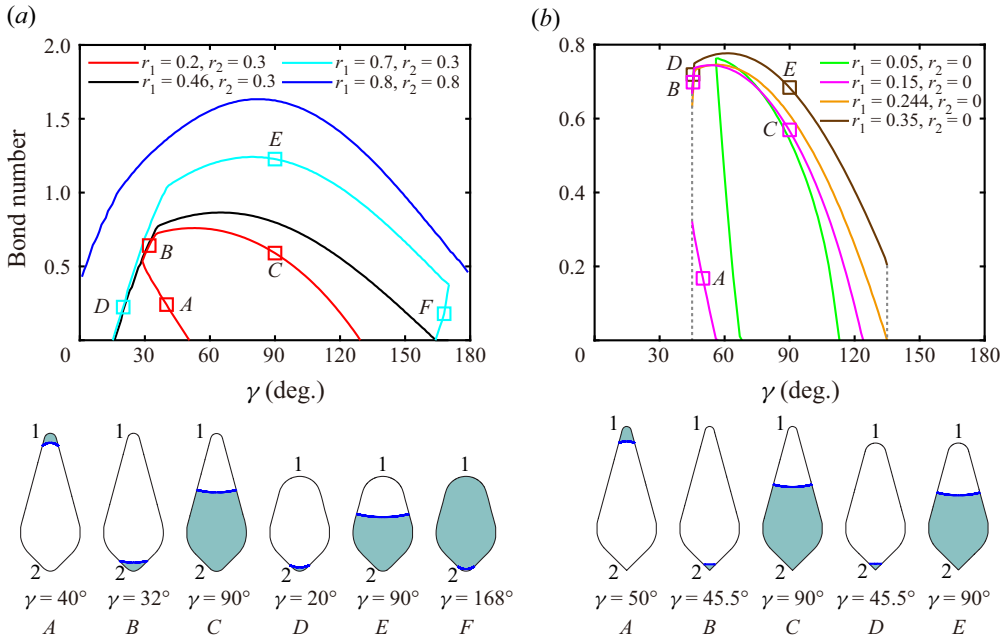 (a)
2.0
1.5
1.0
0.5
0
30
60
90
120
150
180
Bond number
γ (deg.)
r1 = 0.2, r2 = 0.3
r1 = 0.46, r2 = 0.3
r1 = 0.7, r2 = 0.3
r1 = 0.8, r2 = 0.8
A
B
C
D
E
F
1
1
1
1
1
1
2
2
2
2
2
2
γ = 40°
γ = 32°
γ = 90°
γ = 20°
γ = 90°
γ = 168°
A
B
C
D
E
F
(b)
0.8
0.6
0.4
0.2
0
30
60
90
120
150
180
γ (deg.)
r1 = 0.05, r2 = 0
r1 = 0.15, r2 = 0
r1 = 0.244, r2 = 0
r1 = 0.35, r2 = 0
D
B
E
C
A
1
1
1
1
1
2
2
2
2
2
γ = 50°
γ = 45.5°
γ = 90°
γ = 45.5°
γ = 90°
A
B
C
D
E